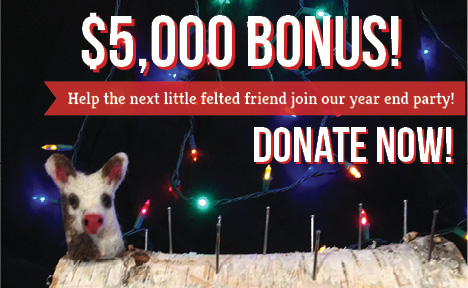 $5,000 BONUS!
Help the next little felted friend join our year end party!
DONATE NOW!